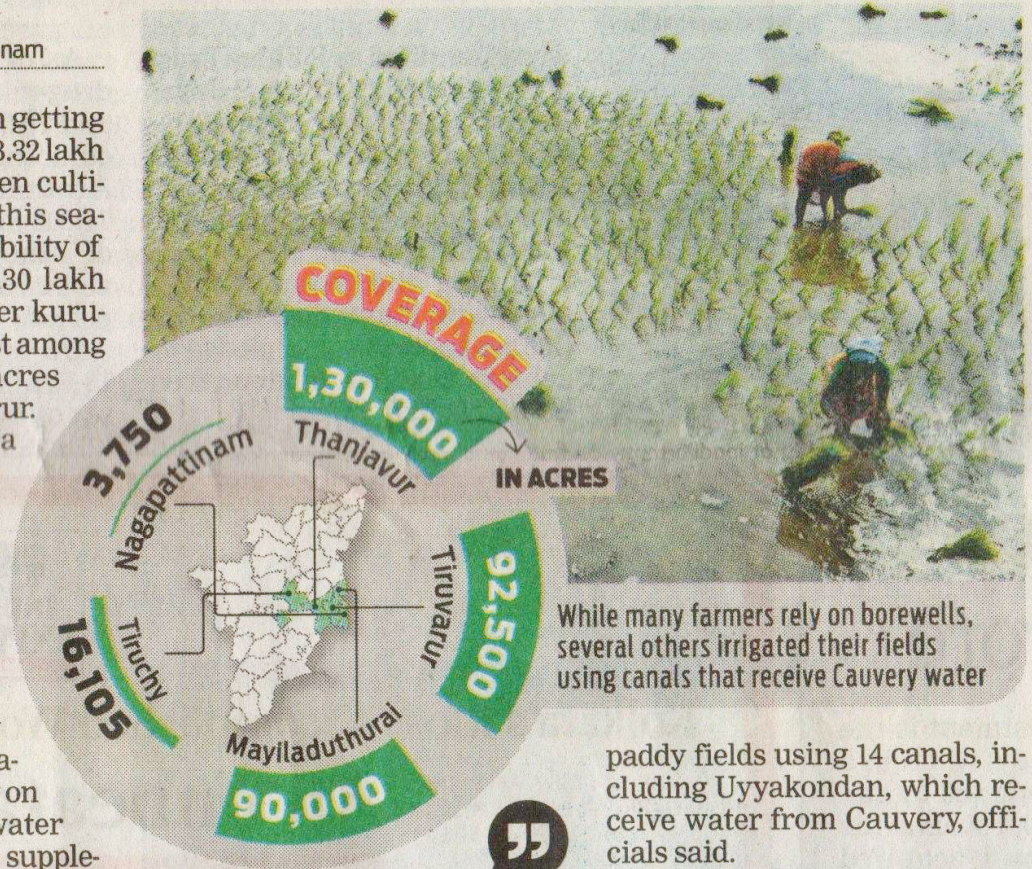 nam
getting
3.32 lakh
en culti-
this sea-
bility of
.30 lakh
er kuru-
st among
acres
rur.
a
COVERAGE
1,30,000
Thanjavur
IN ACRES
92,500
Tiruvarur
90,000
Mayiladuthurai
16,105
Tiruchy
3,750
Nagapattinam
While many farmers rely on borewells,
several others irrigated their fields
using canals that receive Cauvery water
a-
on
water
supple-
paddy fields using 14 canals, in-
cluding Uyyakondan, which re-
ceive water from Cauvery, offi-
cials said.